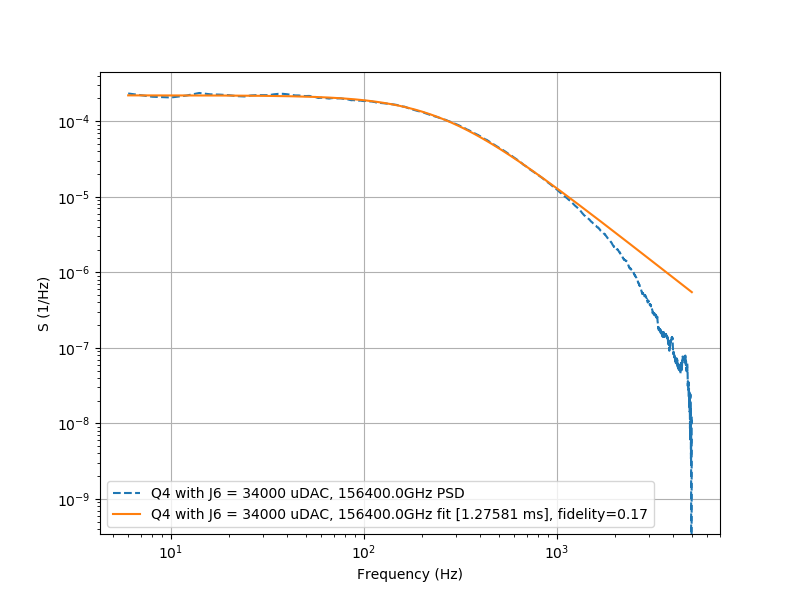 S (1/Hz)
10⁻⁴
10⁻⁵
10⁻⁶
10⁻⁷
10⁻⁸
10⁻⁹
Q4 with J6 = 34000 uDAC, 156400.0GHz PSD
Q4 with J6 = 34000 uDAC, 156400.0GHz fit [1.27581 ms], fidelity=0.17
10¹ 10² 10³
Frequency (Hz)